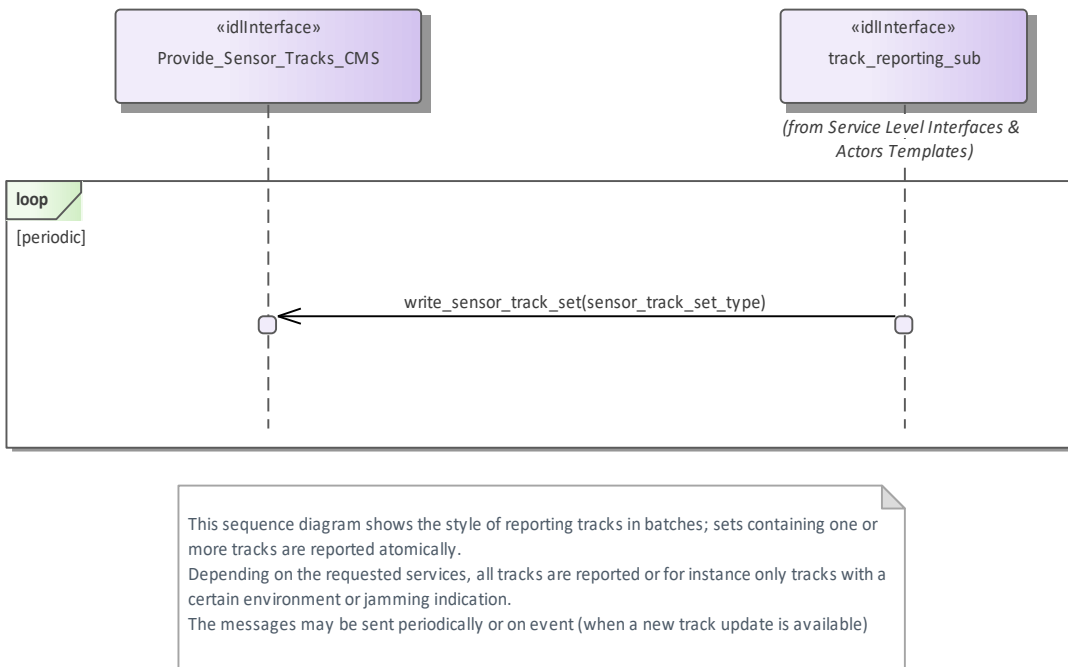 «idlInterface»
Provide_Sensor_Tracks_CMS
«idlInterface»
track_reporting_sub
(from Service Level Interfaces &
Actors Templates)
loop
[periodic]
write_sensor_track_set(sensor_track_set_type)
This sequence diagram shows the style of reporting tracks in batches; sets containing one or
more tracks are reported atomically.
Depending on the requested services, all tracks are reported or for instance only tracks with a
certain environment or jamming indication.
The messages may be sent periodically or on event (when a new track update is available)